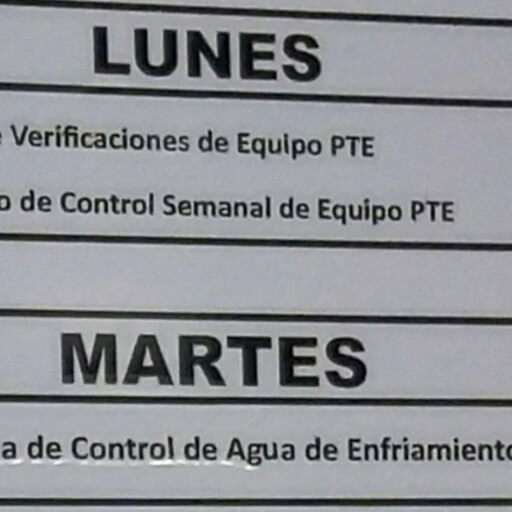 LUNES
Verificaciones de Equipo PTE
o de Control Semanal de Equipo PTE
MARTES
a de Control de Agua de Enfriamiento